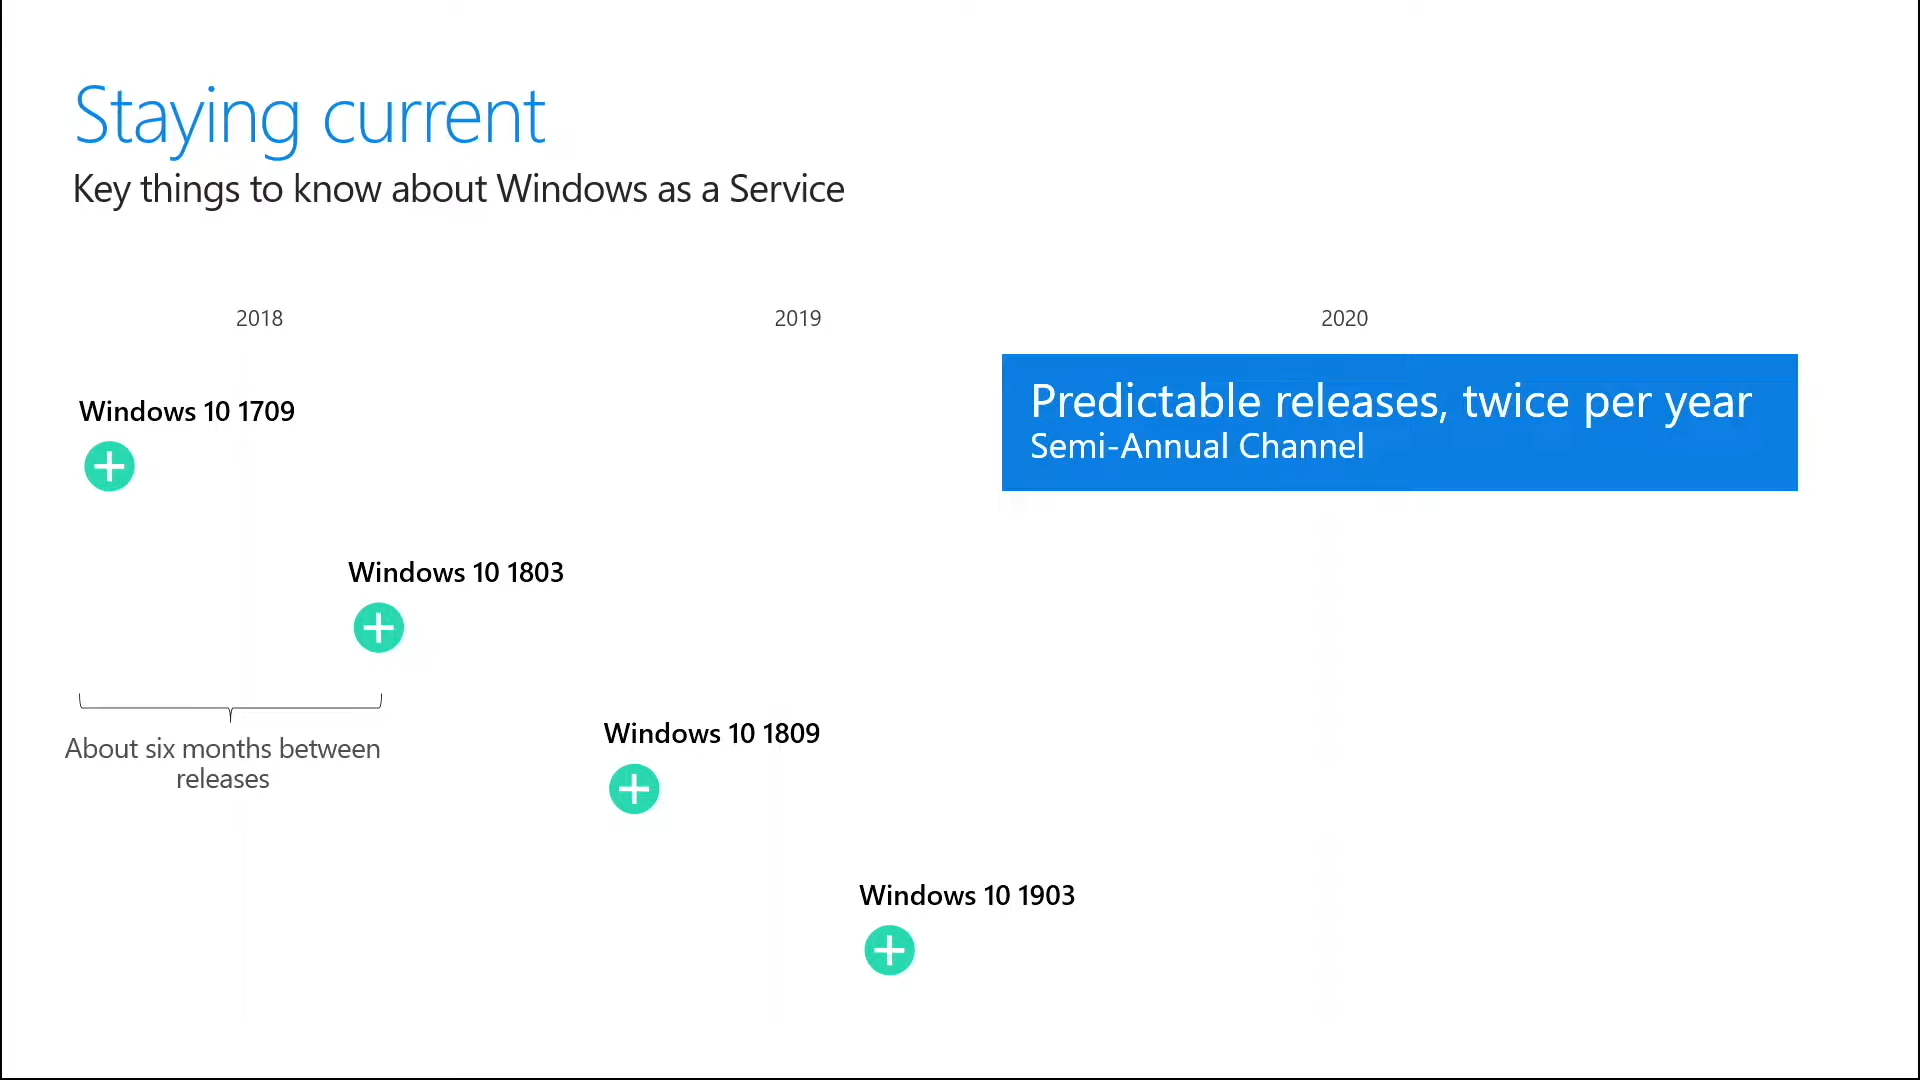 Staying current
Key things to know about Windows as a Service
2018
2019
2020
Predictable releases, twice per year
Semi-Annual Channel
Windows 10 1709
Windows 10 1803
About six months between
releases
Windows 10 1809
Windows 10 1903